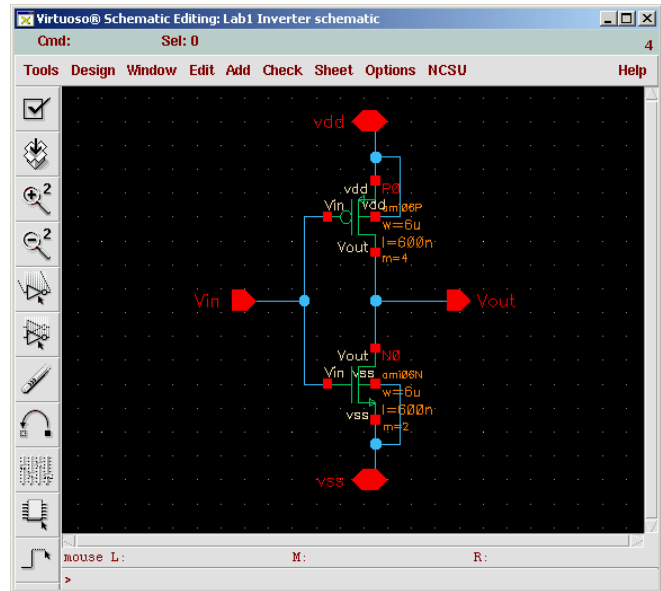 Virtuoso® Schematic Editing: Lab1 Inverter schematic
Cmd: Sel: 0
4
Tools Design Window Edit Add Check Sheet Options NCSU Help
2
2
vdd
vdd P0
Vin vdd ami06P
w=6u
Vout l=600n
m=4
Vin Vout
Vout N0
Vin vss ami06N
w=6u
vss l=600n
m=2
vss
mouse L: M: R:
>